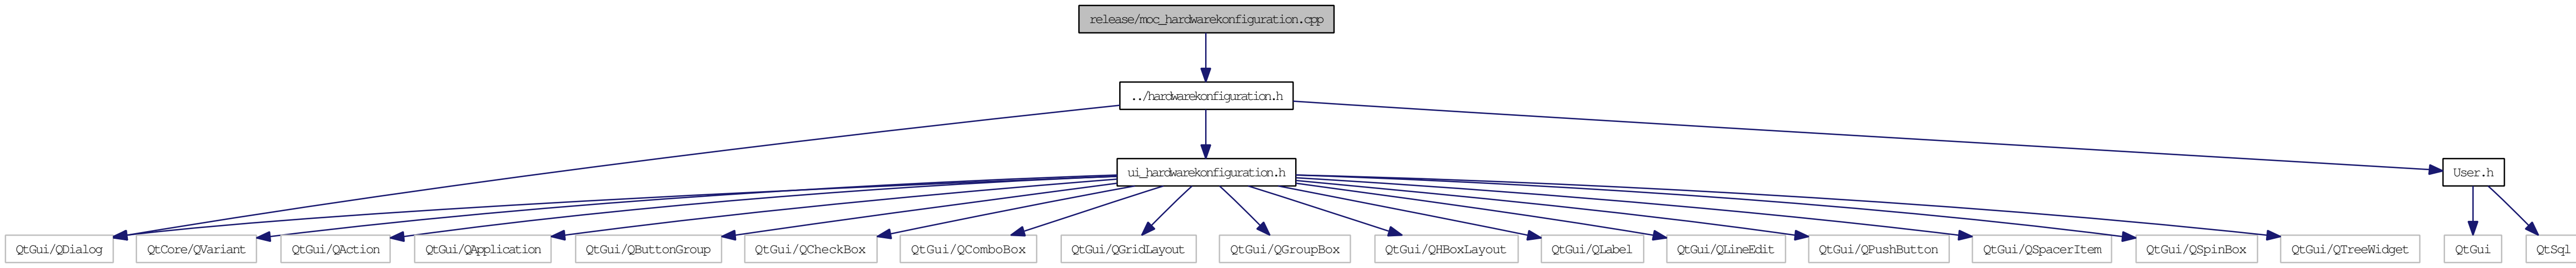 release/moc_hardwarekonfiguration.cpp
../hardwarekonfiguration.h
ui_hardwarekonfiguration.h
User.h
QtGui/QDialog
QtCore/QVariant
QtGui/QAction
QtGui/QApplication
QtGui/QButtonGroup
QtGui/QCheckBox
QtGui/QComboBox
QtGui/QGridLayout
QtGui/QGroupBox
QtGui/QHBoxLayout
QtGui/QLabel
QtGui/QLineEdit
QtGui/QPushButton
QtGui/QSpacerItem
QtGui/QSpinBox
QtGui/QTreeWidget
QtGui
QtSql